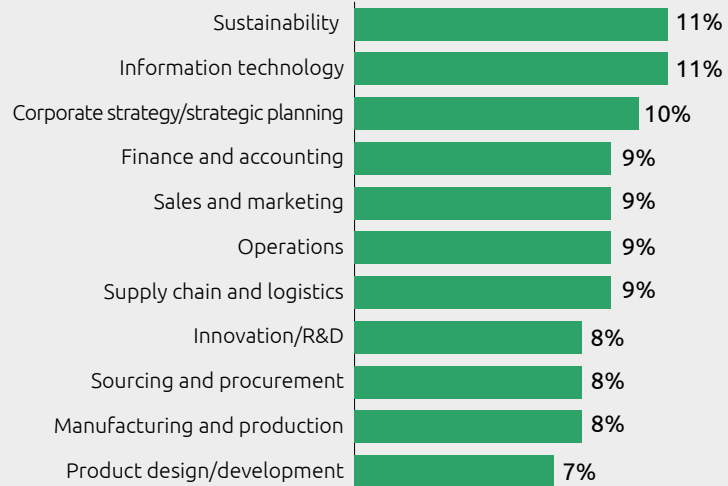 Sustainability 11%
Information technology 11%
Corporate strategy/strategic planning 10%
Finance and accounting 9%
Sales and marketing 9%
Operations 9%
Supply chain and logistics 9%
Innovation/R&D 8%
Sourcing and procurement 8%
Manufacturing and production 8%
Product design/development 7%